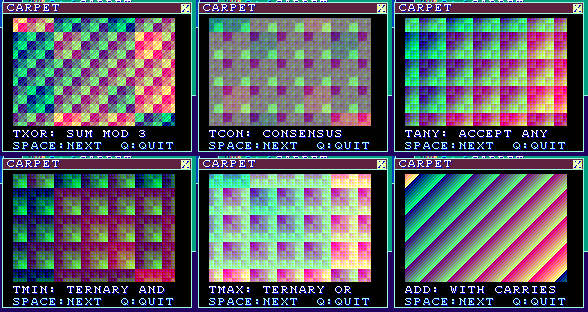 CARPET
TXOR: SUM MOD 3
SPACE:NEXT Q:QUIT
CARPET
TCON: CONSENSUS
SPACE:NEXT Q:QUIT
CARPET
TANY: ACCEPT ANY
SPACE:NEXT Q:QUIT
CARPET
TMIN: TERNARY AND
SPACE:NEXT Q:QUIT
CARPET
TMAX: TERNARY OR
SPACE:NEXT Q:QUIT
CARPET
ADD: WITH CARRIES
SPACE:NEXT Q:QUIT